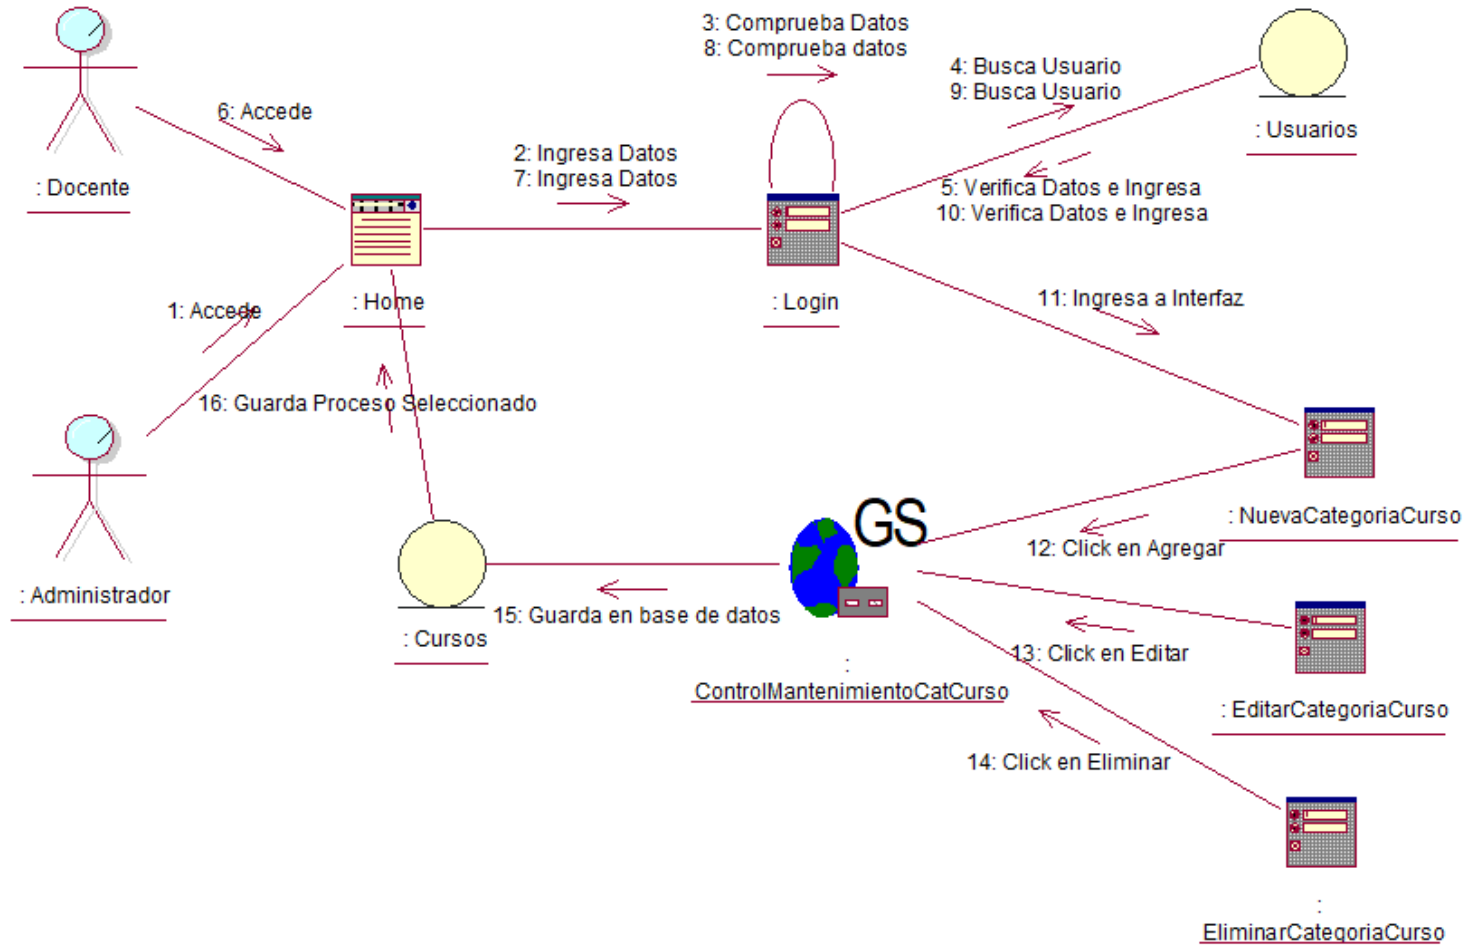 3: Comprueba Datos
8: Comprueba datos
4: Busca Usuario
9: Busca Usuario
6: Accede
: Usuarios
2: Ingresa Datos
7: Ingresa Datos
: Docente
5: Verifica Datos e Ingresa
10: Verifica Datos e Ingresa
: Home
: Login
11: Ingresa a Interfaz
1: Accede
16: Guarda Proceso Seleccionado
GS
: NuevaCategoriaCurso
12: Click en Agregar
: Administrador
15: Guarda en base de datos
: Cursos
13: Click en Editar
:
ControlMantenimientoCatCurso
: EditarCategoriaCurso
14: Click en Eliminar
:
EliminarCategoriaCurso